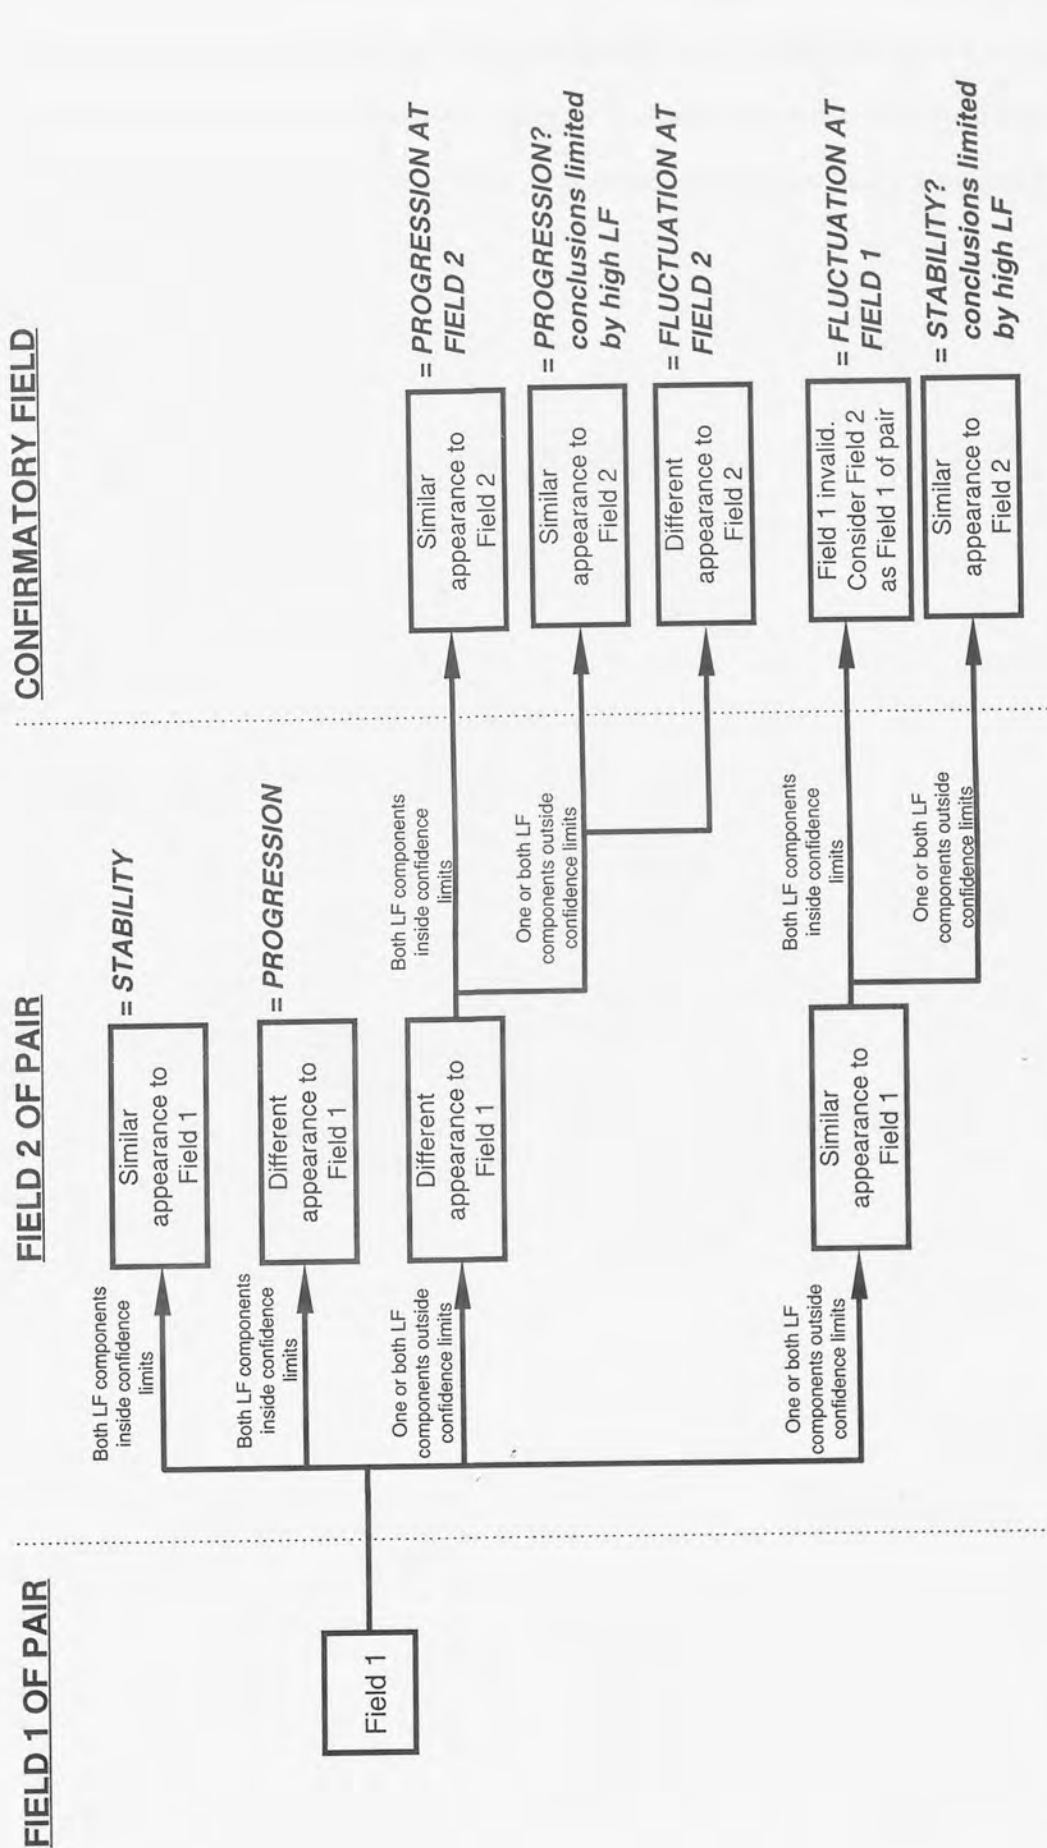 FIELD 1 OF PAIR
FIELD 2 OF PAIR
CONFIRMATORY FIELD
Field 1
Both LF components
inside confidence
limits
Similar
appearance to
Field 1
= STABILITY
Both LF components
inside confidence
limits
Different
appearance to
Field 1
= PROGRESSION
One or both LF
components outside
confidence limits
Different
appearance to
Field 1
Both LF components
inside confidence
limits
Similar
appearance to
Field 2
= PROGRESSION AT
FIELD 2
One or both LF
components outside
confidence limits
Similar
appearance to
Field 2
= PROGRESSION?
conclusions limited
by high LF
Different
appearance to
Field 2
= FLUCTUATION AT
FIELD 2
One or both LF
components outside
confidence limits
Similar
appearance to
Field 1
Both LF components
inside confidence
limits
Field 1 invalid.
Consider Field 2
as Field 1 of pair
= FLUCTUATION AT
FIELD 1
One or both LF
components outside
confidence limits
Similar
appearance to
Field 2
= STABILITY?
conclusions limited
by high LF